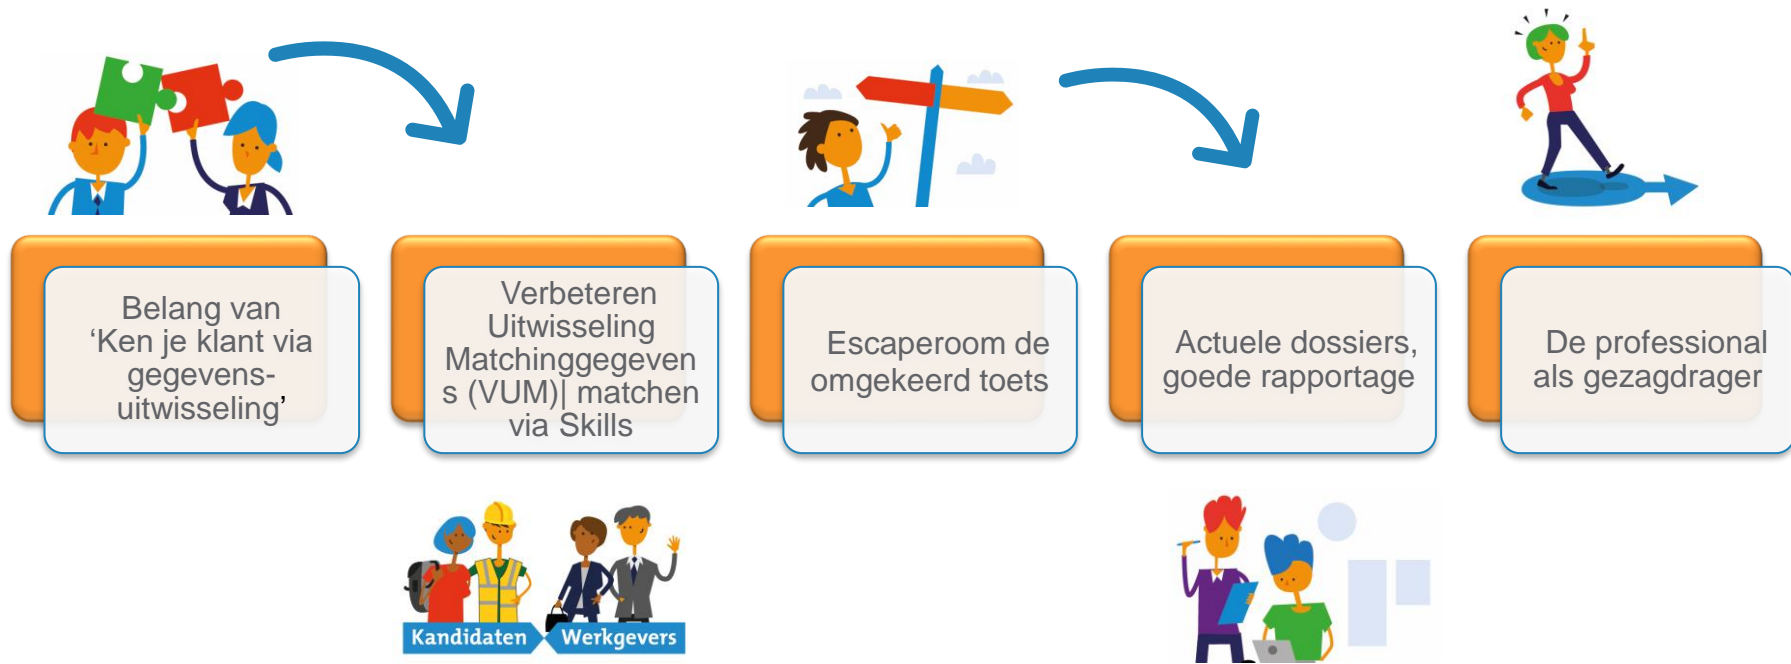 Belang van
‘Ken je klant via
gegevens-
uitwisseling’
Verbeteren
Uitwisseling
Matchinggegeven
s (VUM)| matchen
via Skills
Escaperoom de
omgekeerd toets
Actuele dossiers,
goede rapportage
De professional
als gezagdrager
Kandidaten Werkgevers